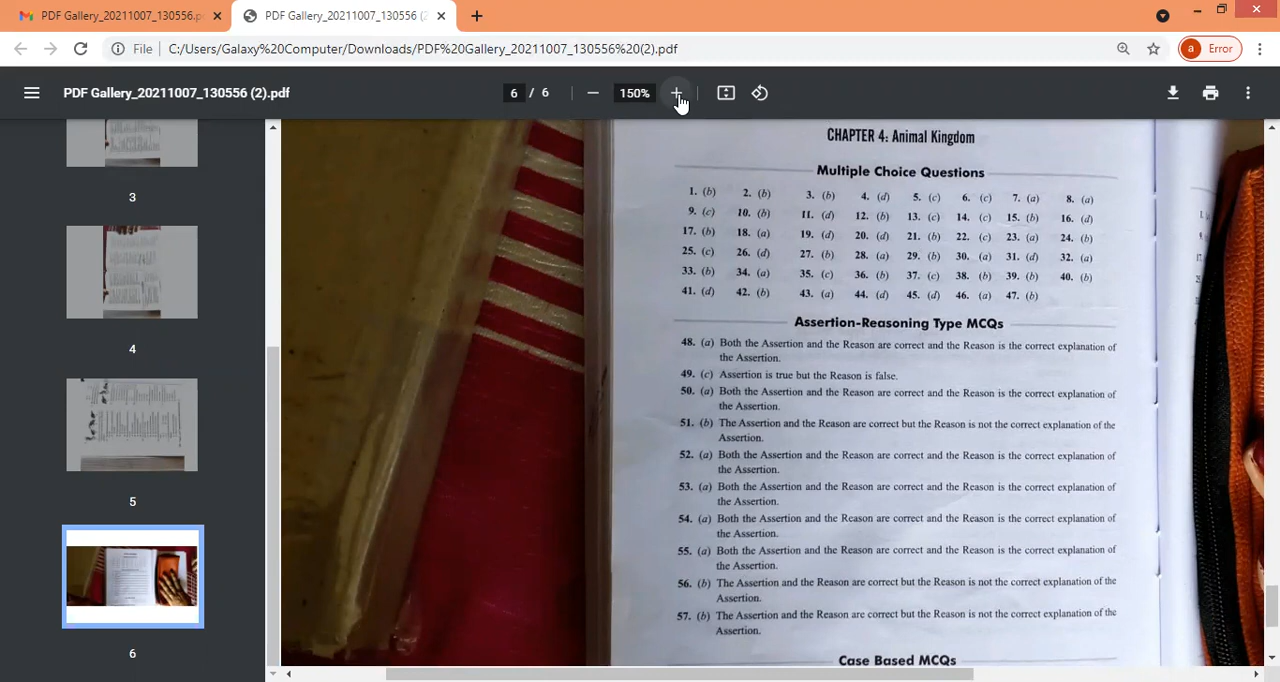 PDF Gallery_20211007_130556.p
PDF Gallery_20211007_130556 (2
File
C:/Users/Galaxy%20Computer/Downloads/PDF%20Gallery_20211007_130556%20(2).pdf
a Error
PDF Gallery_20211007_130556 (2).pdf
6 / 6
150%
3
4
5
6
CHAPTER 4: Animal Kingdom
Multiple Choice Questions
1. (b) 2. (b) 3. (b) 4. (d) 5. (c) 6. (c) 7. (a) 8. (a)
9. (c) 10. (b) 11. (d) 12. (b) 13. (c) 14. (c) 15. (b) 16. (d)
17. (b) 18. (a) 19. (d) 20. (d) 21. (b) 22. (c) 23. (a) 24. (b)
25. (c) 26. (d) 27. (b) 28. (a) 29. (b) 30. (a) 31. (d) 32. (a)
33. (b) 34. (a) 35. (c) 36. (b) 37. (c) 38. (b) 39. (b) 40. (b)
41. (d) 42. (b) 43. (a) 44. (d) 45. (d) 46. (a) 47. (b)
Assertion-Reasoning Type MCQs
48. (a) Both the Assertion and the Reason are correct and the Reason is the correct explanation of
the Assertion.
49. (c) Assertion is true but the Reason is false.
50. (a) Both the Assertion and the Reason are correct and the Reason is the correct explanation of
the Assertion.
51. (b) The Assertion and the Reason are correct but the Reason is not the correct explanation of the
Assertion.
52. (a) Both the Assertion and the Reason are correct and the Reason is the correct explanation of
the Assertion.
53. (a) Both the Assertion and the Reason are correct and the Reason is the correct explanation of
the Assertion.
54. (a) Both the Assertion and the Reason are correct and the Reason is the correct explanation of
the Assertion.
55. (a) Both the Assertion and the Reason are correct and the Reason is the correct explanation of
the Assertion.
56. (b) The Assertion and the Reason are correct but the Reason is not the correct explanation of the
Assertion.
57. (b) The Assertion and the Reason are correct but the Reason is not the correct explanation of the
Assertion.
Case Based MCQs